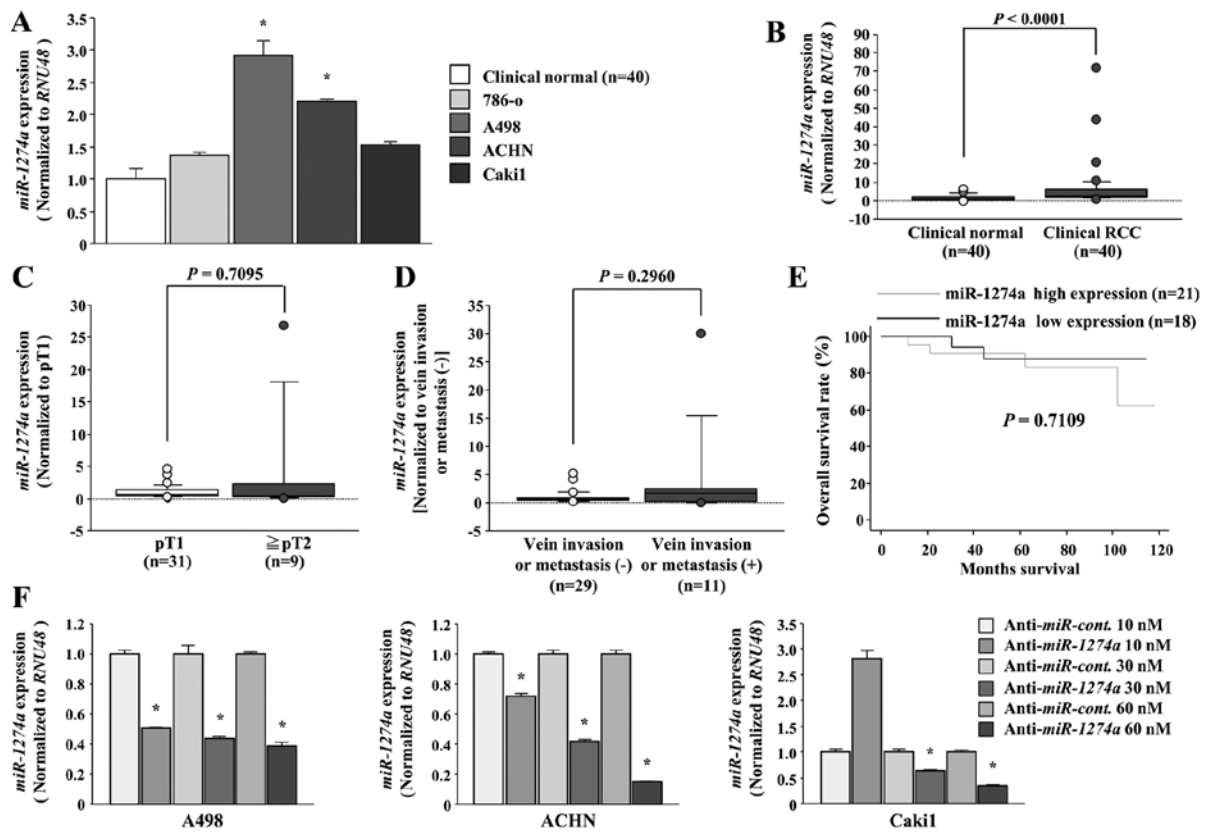 A
miR-1274a expression
( Normalized to RNU48)
3.5
3.0
2.5
2.0
1.5
1.0
0.5
0
*
*
Clinical normal (n=40)
786-o
A498
ACHN
Caki1
B
miR-1274a expression
(Normalized to RNU48)
P < 0.0001
90
80
70
60
50
40
30
20
10
0
-10
Clinical normal
(n=40)
Clinical RCC
(n=40)
C
miR-1274a expression
(Normalized to pT1)
P = 0.7095
30
25
20
15
10
5
0
-5
pT1
(n=31)
≧pT2
(n=9)
D
miR-1274a expression
[Normalized to vein invasion
or metastasis (-)]
P = 0.2960
35
30
25
20
15
10
5
0
-5
Vein invasion
or metastasis (-)
(n=29)
Vein invasion
or metastasis (+)
(n=11)
E
miR-1274a high expression (n=21)
miR-1274a low expression (n=18)
Overall survival rate (%)
100
80
60
40
20
0
P = 0.7109
0 20 40 60 80 100 120
Months survival
F
miR-1274a expression
( Normalized to RNU48)
1.2
1.0
0.8
0.6
0.4
0.2
0
*
*
*
A498
miR-1274a expression
( Normalized to RNU48)
1.2
1.0
0.8
0.6
0.4
0.2
0
*
*
*
ACHN
miR-1274a expression
( Normalized to RNU48)
3.5
3.0
2.5
2.0
1.5
1.0
0.5
0
*
*
Caki1
Anti-miR-cont. 10 nM
Anti-miR-1274a 10 nM
Anti-miR-cont. 30 nM
Anti-miR-1274a 30 nM
Anti-miR-cont. 60 nM
Anti-miR-1274a 60 nM